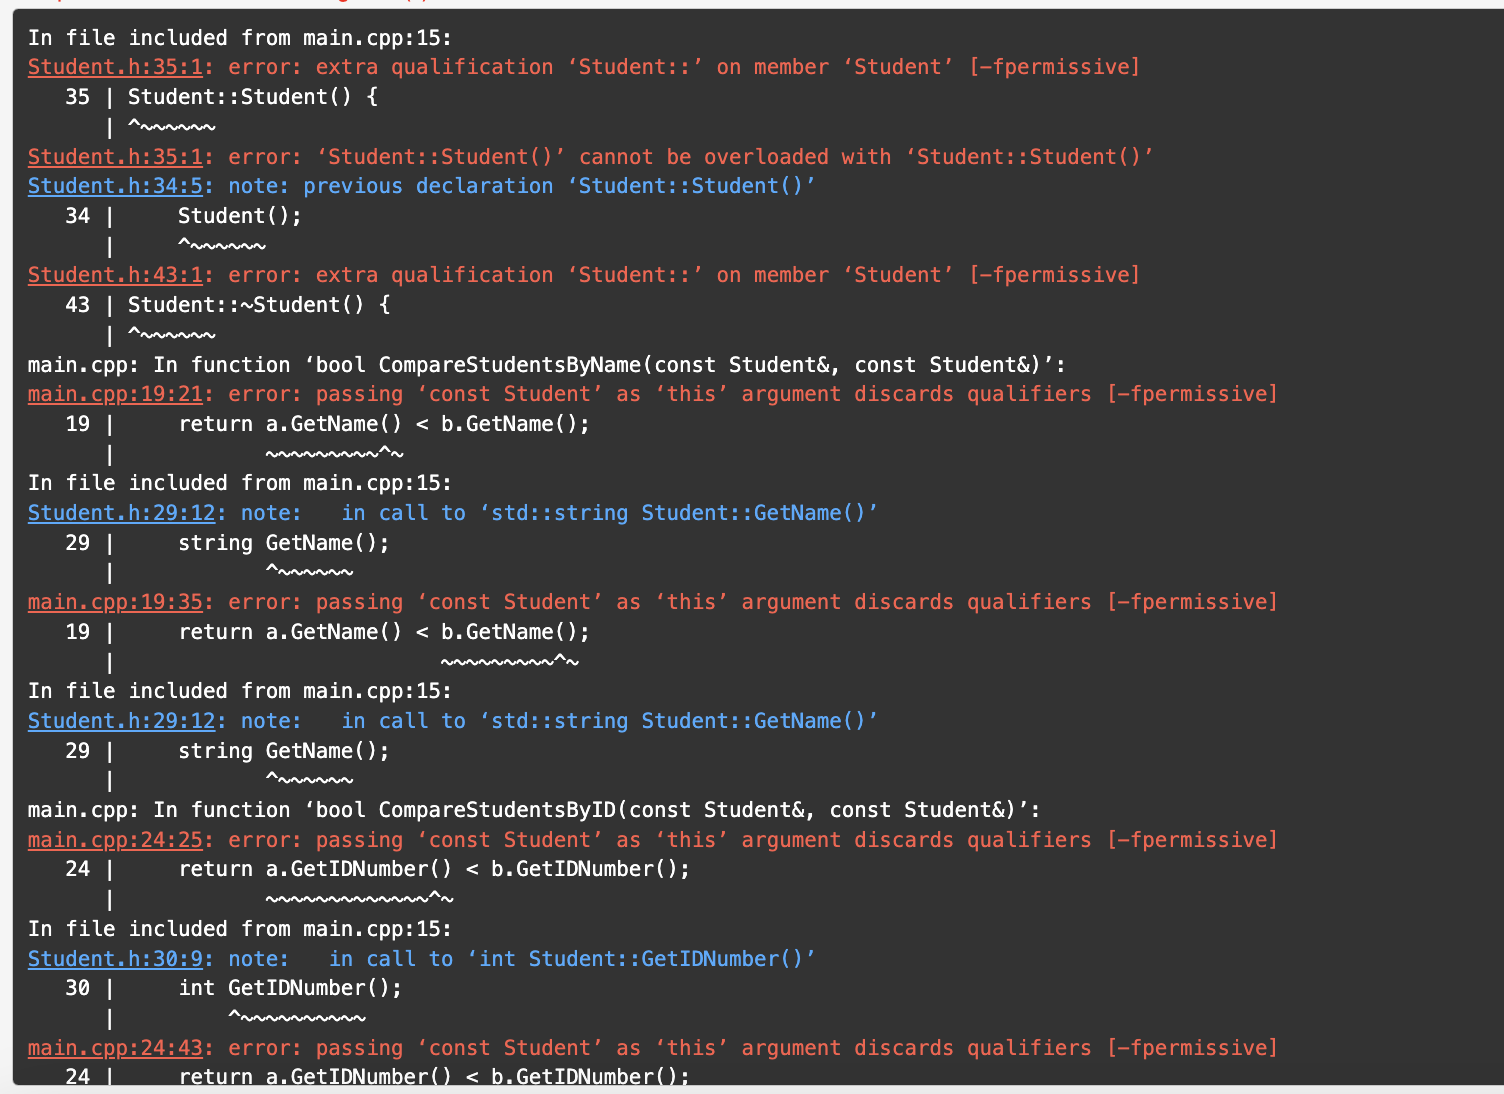 In file included from main.cpp:15:
Student.h:35:1: error: extra qualification ‘Student::’ on member ‘Student’ [-fpermissive]
   35 | Student::Student() {
      | ^~~~~~~
Student.h:35:1: error: ‘Student::Student()’ cannot be overloaded with ‘Student::Student()’
Student.h:34:5: note: previous declaration ‘Student::Student()’
   34 |     Student();
      |     ^~~~~~~
Student.h:43:1: error: extra qualification ‘Student::’ on member ‘Student’ [-fpermissive]
   43 | Student::~Student() {
      | ^~~~~~~
main.cpp: In function ‘bool CompareStudentsByName(const Student&, const Student&)’:
main.cpp:19:21: error: passing ‘const Student’ as ‘this’ argument discards qualifiers [-fpermissive]
   19 |     return a.GetName() < b.GetName();
      |            ~~~~~~~~~^~
In file included from main.cpp:15:
Student.h:29:12: note:   in call to ‘std::string Student::GetName()’
   29 |     string GetName();
      |            ^~~~~~~
main.cpp:19:35: error: passing ‘const Student’ as ‘this’ argument discards qualifiers [-fpermissive]
   19 |     return a.GetName() < b.GetName();
      |                          ~~~~~~~~~^~
In file included from main.cpp:15:
Student.h:29:12: note:   in call to ‘std::string Student::GetName()’
   29 |     string GetName();
      |            ^~~~~~~
main.cpp: In function ‘bool CompareStudentsByID(const Student&, const Student&)’:
main.cpp:24:25: error: passing ‘const Student’ as ‘this’ argument discards qualifiers [-fpermissive]
   24 |     return a.GetIDNumber() < b.GetIDNumber();
      |            ~~~~~~~~~~~~~^~
In file included from main.cpp:15:
Student.h:30:9: note:   in call to ‘int Student::GetIDNumber()’
   30 |     int GetIDNumber();
      |         ^~~~~~~~~~~
main.cpp:24:43: error: passing ‘const Student’ as ‘this’ argument discards qualifiers [-fpermissive]
   24 |     return a.GetIDNumber() < b.GetIDNumber();